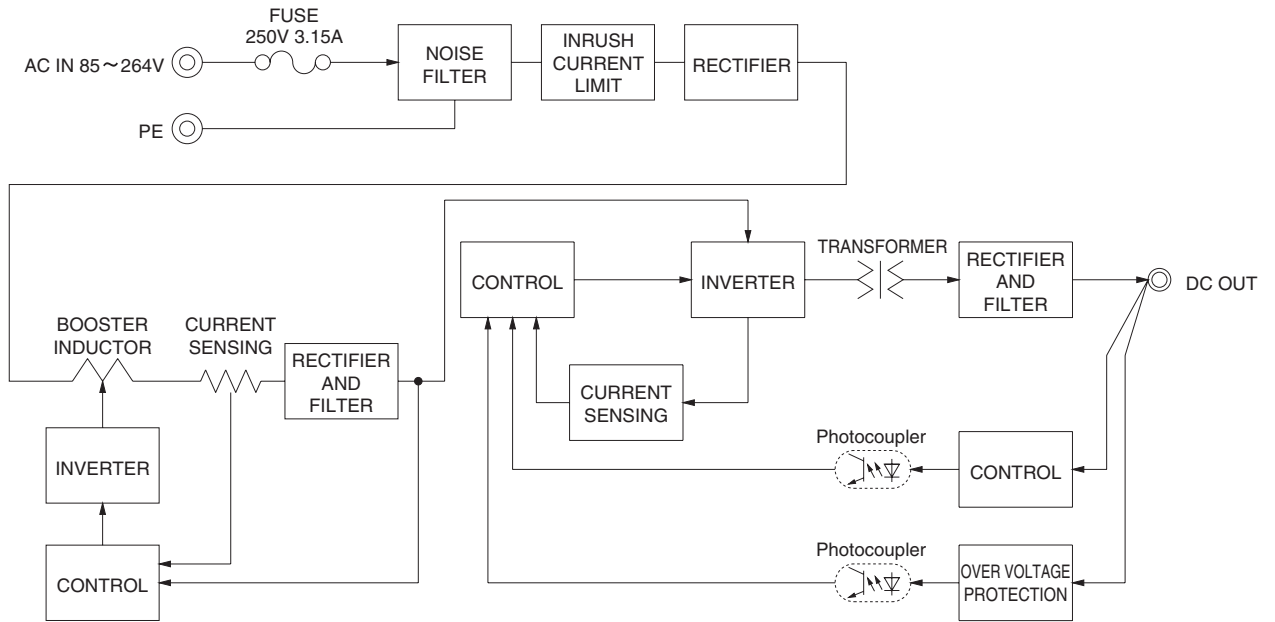 FUSE
250V 3.15A
AC IN 85～264V
NOISE
FILTER
INRUSH
CURRENT
LIMIT
RECTIFIER
PE
CONTROL
INVERTER
TRANSFORMER
RECTIFIER
AND
FILTER
DC OUT
BOOSTER
INDUCTOR
CURRENT
SENSING
RECTIFIER
AND
FILTER
CURRENT
SENSING
INVERTER
Photocoupler
CONTROL
CONTROL
Photocoupler
OVER VOLTAGE
PROTECTION